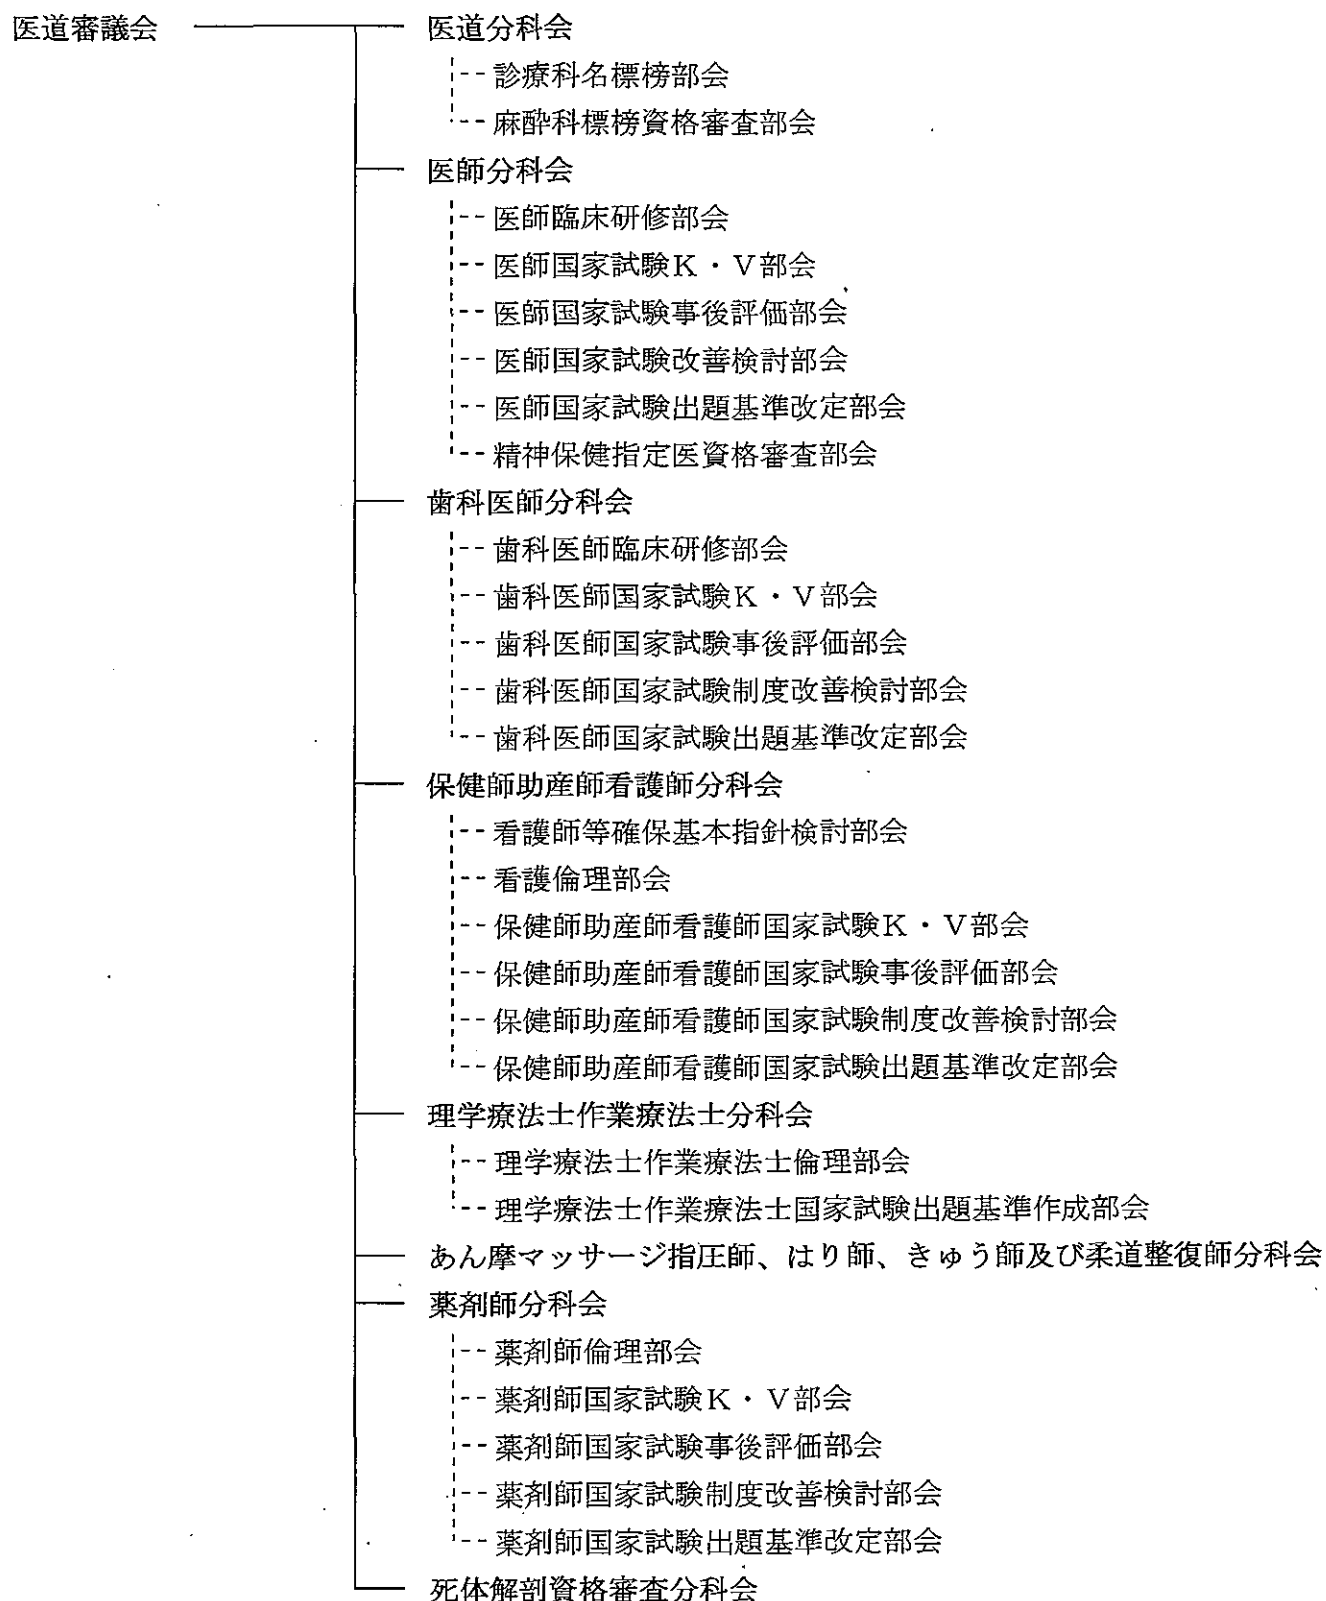 医道審議会 医道分科会
診療科名標榜部会
麻酔科標榜資格審査部会
医師分科会
医師臨床研修部会
医師国家試験K・V部会
医師国家試験事後評価部会
医師国家試験改善検討部会
医師国家試験出題基準改定部会
精神保健指定医資格審査部会
歯科医師分科会
歯科医師臨床研修部会
歯科医師国家試験K・V部会
歯科医師国家試験事後評価部会
歯科医師国家試験制度改善検討部会
歯科医師国家試験出題基準改定部会
保健師助産師看護師分科会
看護師等確保基本指針検討部会
看護倫理部会
保健師助産師看護師国家試験K・V部会
保健師助産師看護師国家試験事後評価部会
保健師助産師看護師国家試験制度改善検討部会
保健師助産師看護師国家試験出題基準改定部会
理学療法士作業療法士分科会
理学療法士作業療法士倫理部会
理学療法士作業療法士国家試験出題基準作成部会
あん摩マッサージ指圧師、はり師、きゅう師及び柔道整復師分科会
薬剤師分科会
薬剤師倫理部会
薬剤師国家試験K・V部会
薬剤師国家試験事後評価部会
薬剤師国家試験制度改善検討部会
薬剤師国家試験出題基準改定部会
死体解剖資格審査分科会